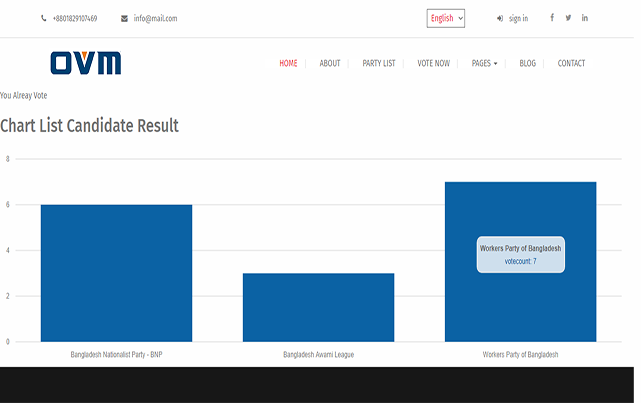 +8801829107469 info@mail.com English sign in
OVM HOME ABOUT PARTY LIST VOTE NOW PAGES BLOG CONTACT
You Alreay Vote
Chart List Candidate Result
8
6
4
2
0
Workers Party of Bangladesh
votecount: 7
Bangladesh Nationalist Party - BNP Bangladesh Awami League Workers Party of Bangladesh